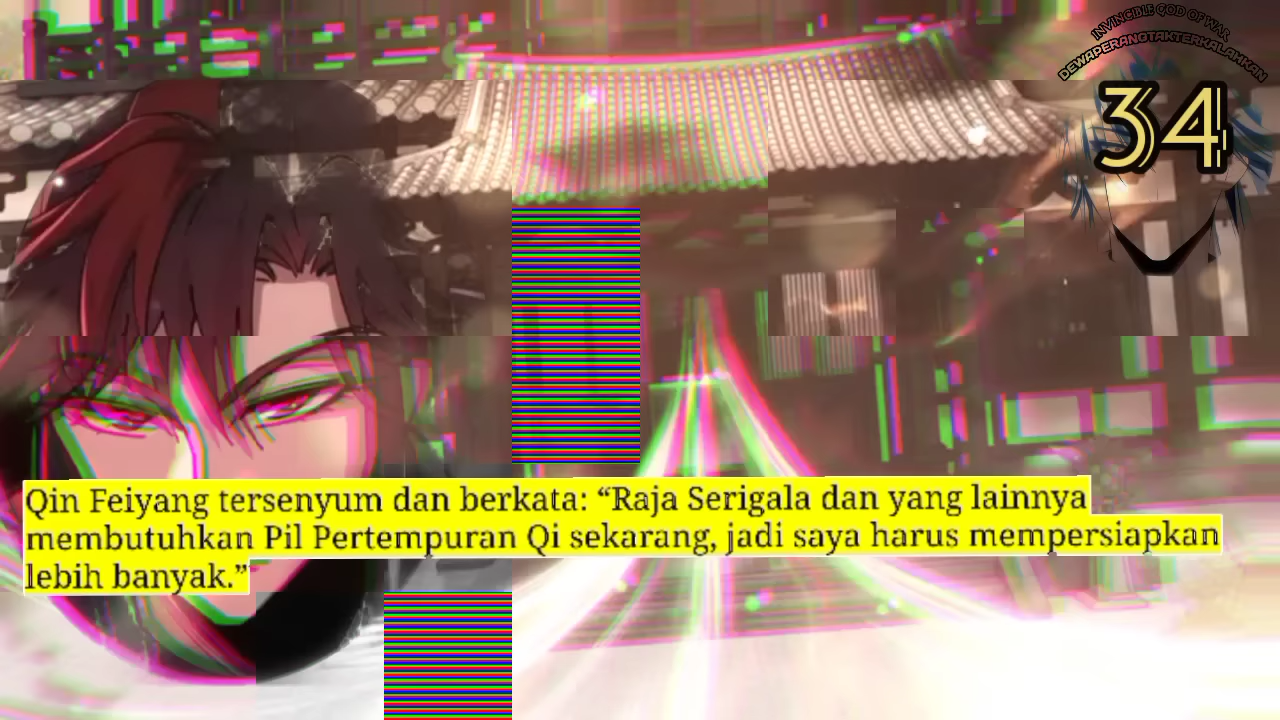 INVINCIBLE GOD OF WAR
DEWAPERANGTAKTERKALAHKAN
34
Qin Feiyang tersenyum dan berkata: “Raja Serigala dan yang lainnya
membutuhkan Pil Pertempuran Qi sekarang, jadi saya harus mempersiapkan
lebih banyak.”